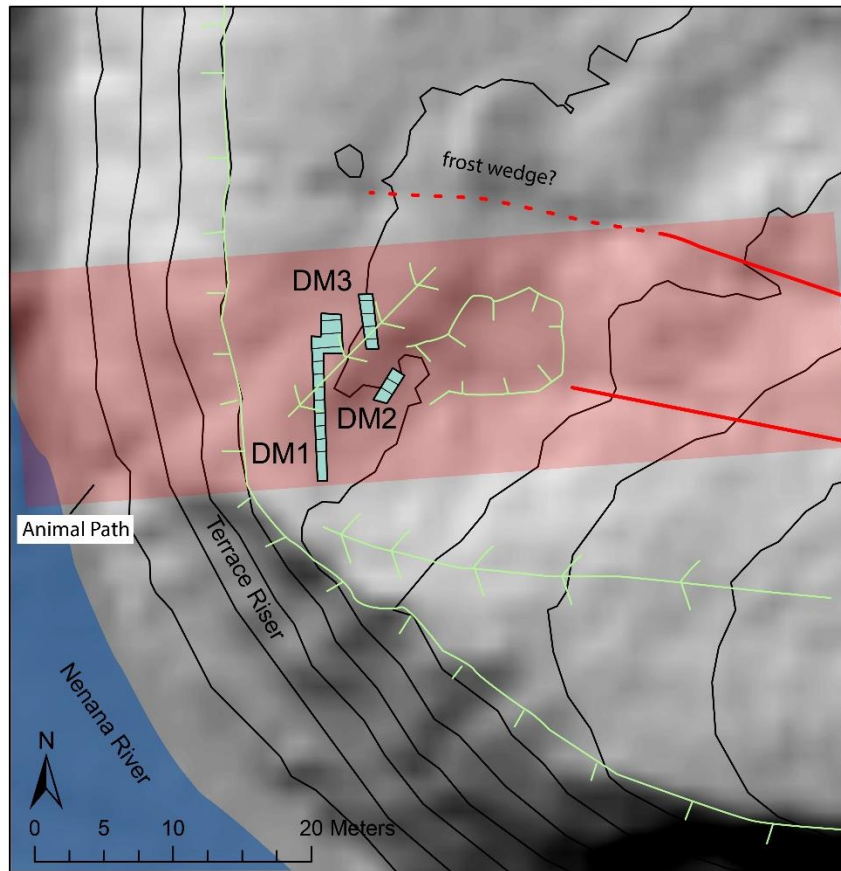 frost wedge?
DM3
DM2
DM1
Animal Path
Terrace Riser
Nenana River
N
0 5 10 20 Meters